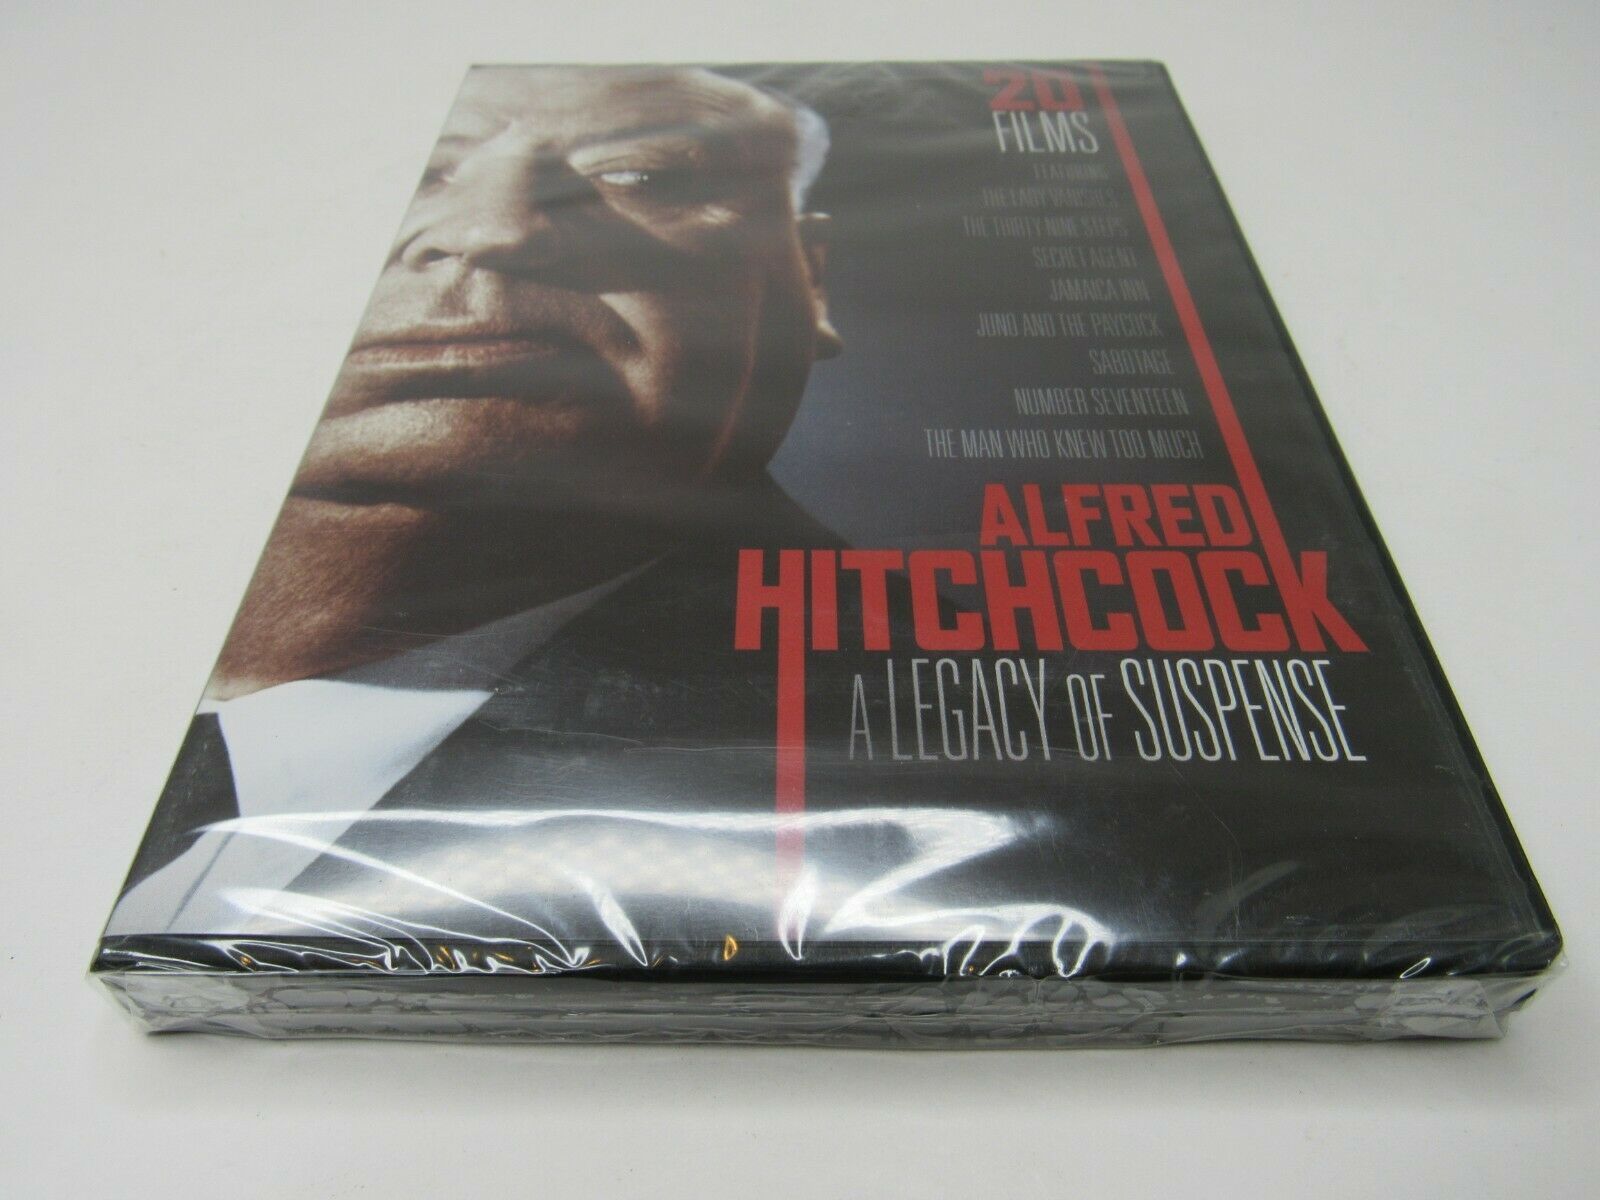 20
FILMS
FEATURING
THE LADY VANISHES
THE THIRTY NINE STEPS
SECRET AGENT
JAMAICA INN
JUNO AND THE PAYCOCK
SABOTAGE
NUMBER SEVENTEEN
THE MAN WHO KNEW TOO MUCH
ALFRED
HITCHCOCK
A LEGACY OF SUSPENSE